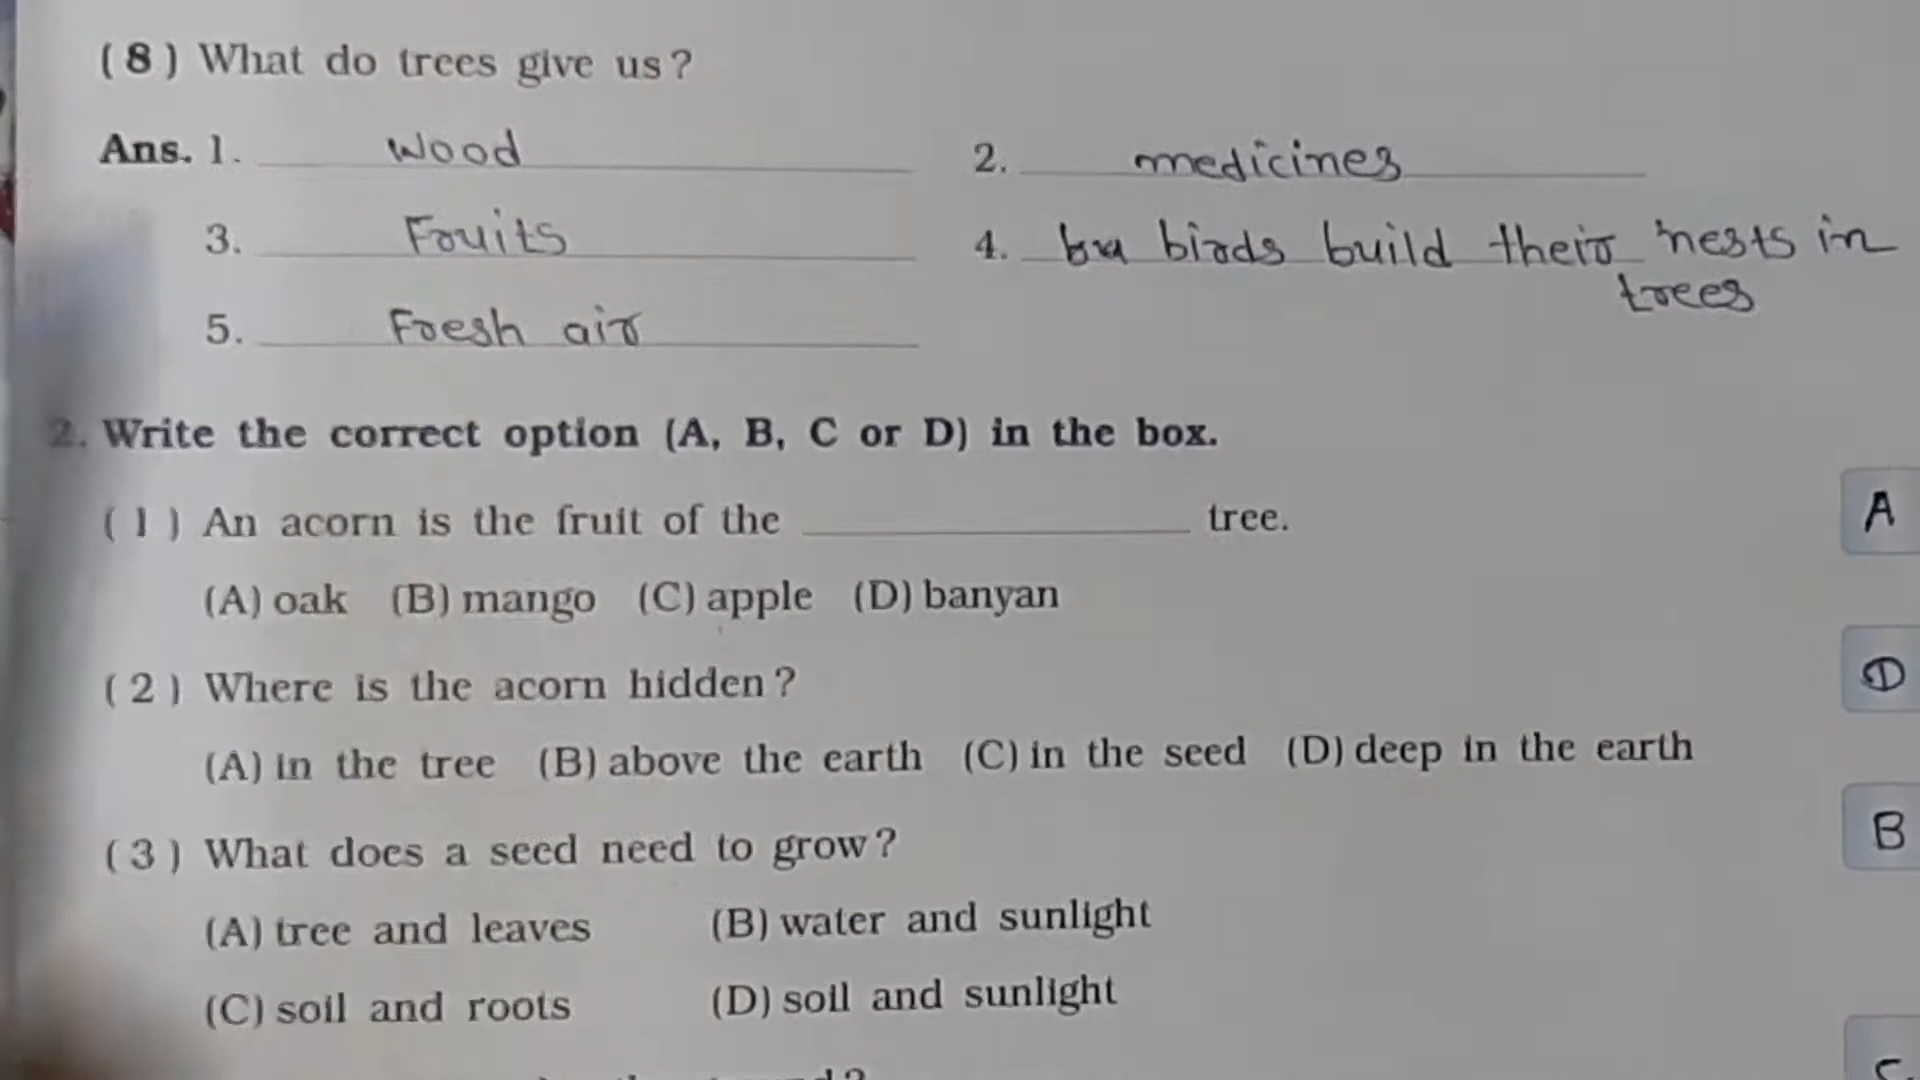 (8) What do trees give us?
Ans. 1. Wood 2. medicines
3. Fruits 4. birds build their nests in
trees
5. Fresh air
2. Write the correct option (A, B, C or D) in the box.
(1) An acorn is the fruit of the ____________ tree. A
(A) oak (B) mango (C) apple (D) banyan
(2) Where is the acorn hidden? D
(A) in the tree (B) above the earth (C) in the seed (D) deep in the earth
(3) What does a seed need to grow? B
(A) tree and leaves (B) water and sunlight
(C) soil and roots (D) soil and sunlight